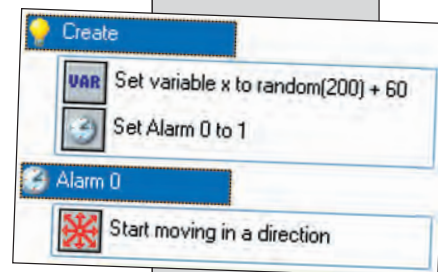 Create
VAR Set variable x to random(200) + 60
Set Alarm 0 to 1
Alarm 0
Start moving in a direction